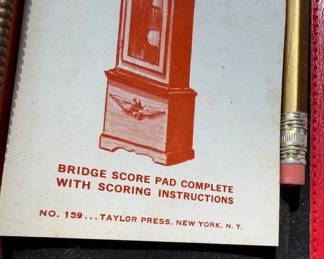 BRIDGE SCORE PAD COMPLETE
WITH SCORING INSTRUCTIONS
NO. 159... TAYLOR PRESS, NEW YORK, N. Y.